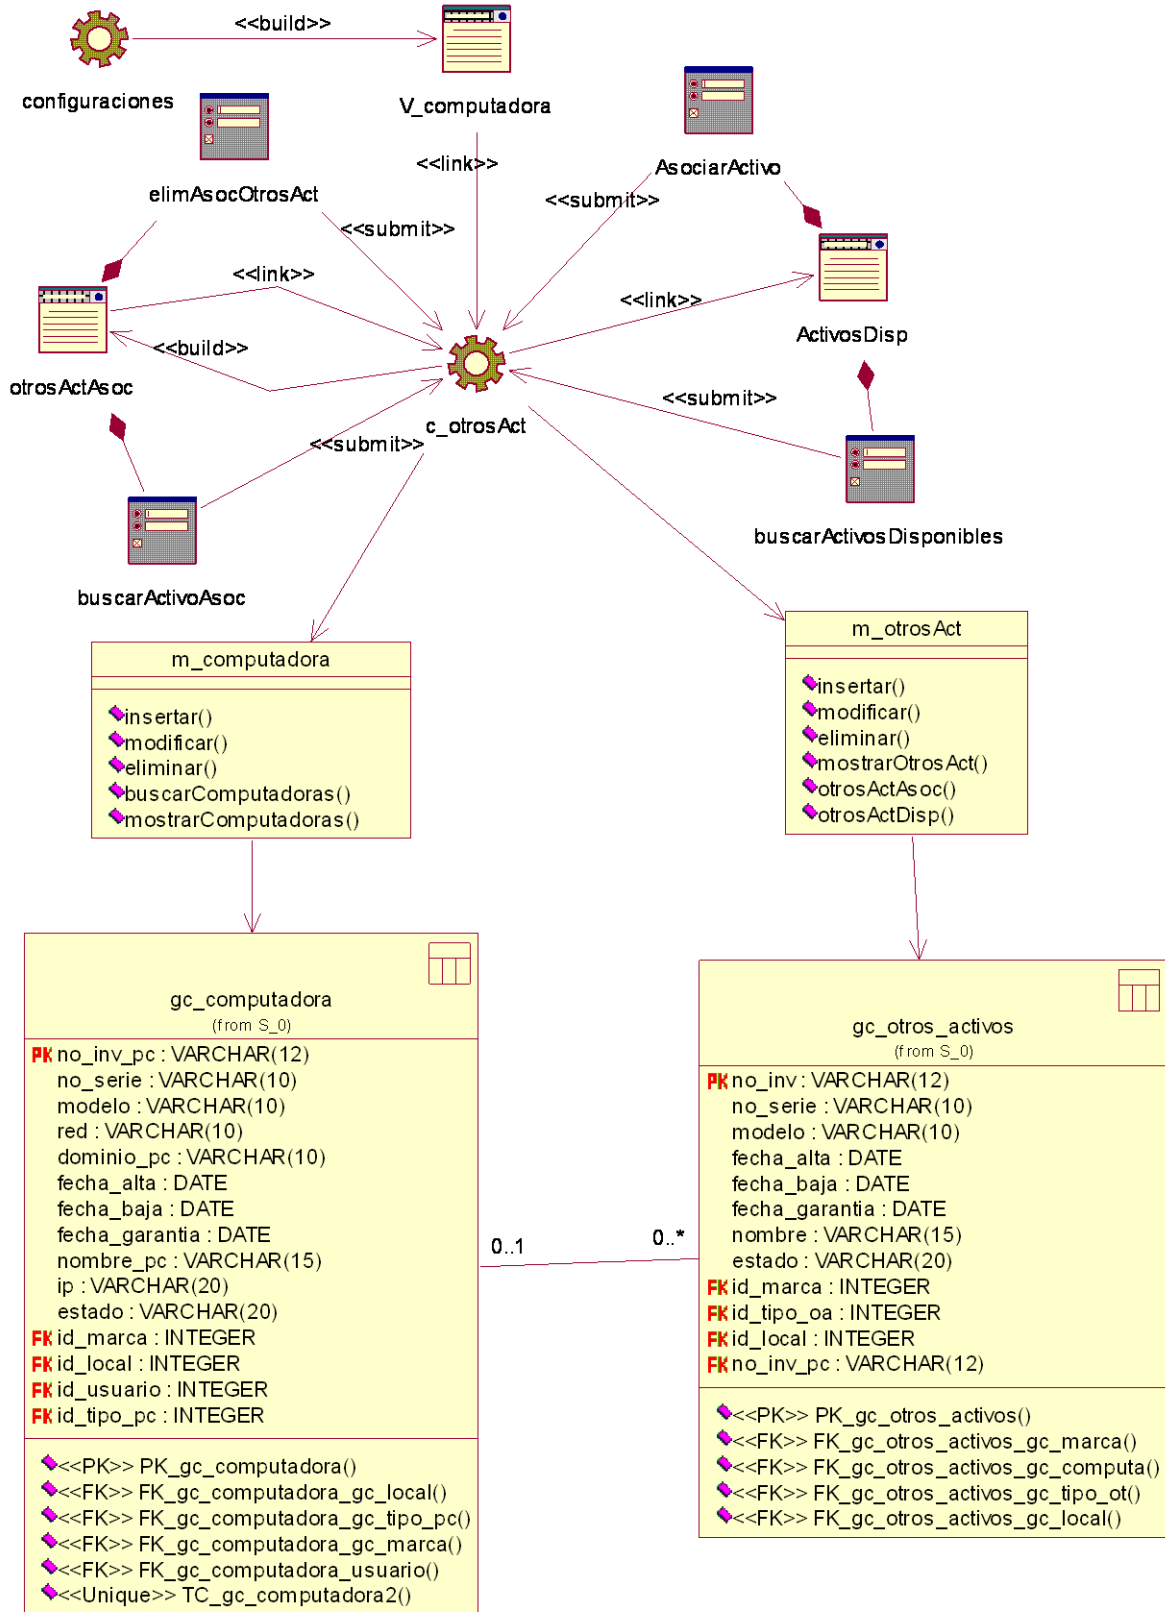 <<build>>
configuraciones
V_computadora
<<link>>
elimAsocOtrosAct
AsociarActivo
<<submit>>
<<submit>>
<<link>>
<<link>>
<<build>>
ActivosDisp
otrosActAsoc
<<submit>>
c_otrosAct
<<submit>>
buscarActivosDisponibles
buscarActivoAsoc
m_computadora
insertar()
modificar()
eliminar()
buscarComputadoras()
mostrarComputadoras()
m_otrosAct
insertar()
modificar()
eliminar()
mostrarOtrosAct()
otrosActAsoc()
otrosActDisp()
gc_computadora
(from S_0)
PK no_inv_pc : VARCHAR(12)
no_serie : VARCHAR(10)
modelo : VARCHAR(10)
red : VARCHAR(10)
dominio_pc : VARCHAR(10)
fecha_alta : DATE
fecha_baja : DATE
fecha_garantia : DATE
nombre_pc : VARCHAR(15)
ip : VARCHAR(20)
estado : VARCHAR(20)
FK id_marca : INTEGER
FK id_local : INTEGER
FK id_usuario : INTEGER
FK id_tipo_pc : INTEGER
<<PK>> PK_gc_computadora()
<<FK>> FK_gc_computadora_gc_local()
<<FK>> FK_gc_computadora_gc_tipo_pc()
<<FK>> FK_gc_computadora_gc_marca()
<<FK>> FK_gc_computadora_usuario()
<<Unique>> TC_gc_computadora2()
0..1
0..*
gc_otros_activos
(from S_0)
PK no_inv : VARCHAR(12)
no_serie : VARCHAR(10)
modelo : VARCHAR(10)
fecha_alta : DATE
fecha_baja : DATE
fecha_garantia : DATE
nombre : VARCHAR(15)
estado : VARCHAR(20)
FK id_marca : INTEGER
FK id_tipo_oa : INTEGER
FK id_local : INTEGER
FK no_inv_pc : VARCHAR(12)
<<PK>> PK_gc_otros_activos()
<<FK>> FK_gc_otros_activos_gc_marca()
<<FK>> FK_gc_otros_activos_gc_computa()
<<FK>> FK_gc_otros_activos_gc_tipo_ot()
<<FK>> FK_gc_otros_activos_gc_local()